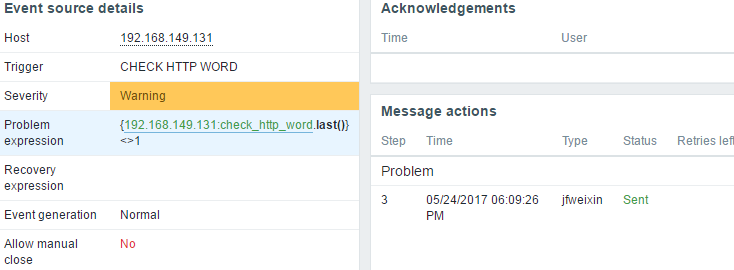 Event source details
Host 192.168.149.131
Trigger CHECK HTTP WORD
Severity Warning
Problem expression {192.168.149.131:check_http_word.last()}
<>1
Recovery expression
Event generation Normal
Allow manual close No
Acknowledgements
Time User
Message actions
Step Time Type Status Retries left
Problem
3 05/24/2017 06:09:26 PM jfweixin Sent